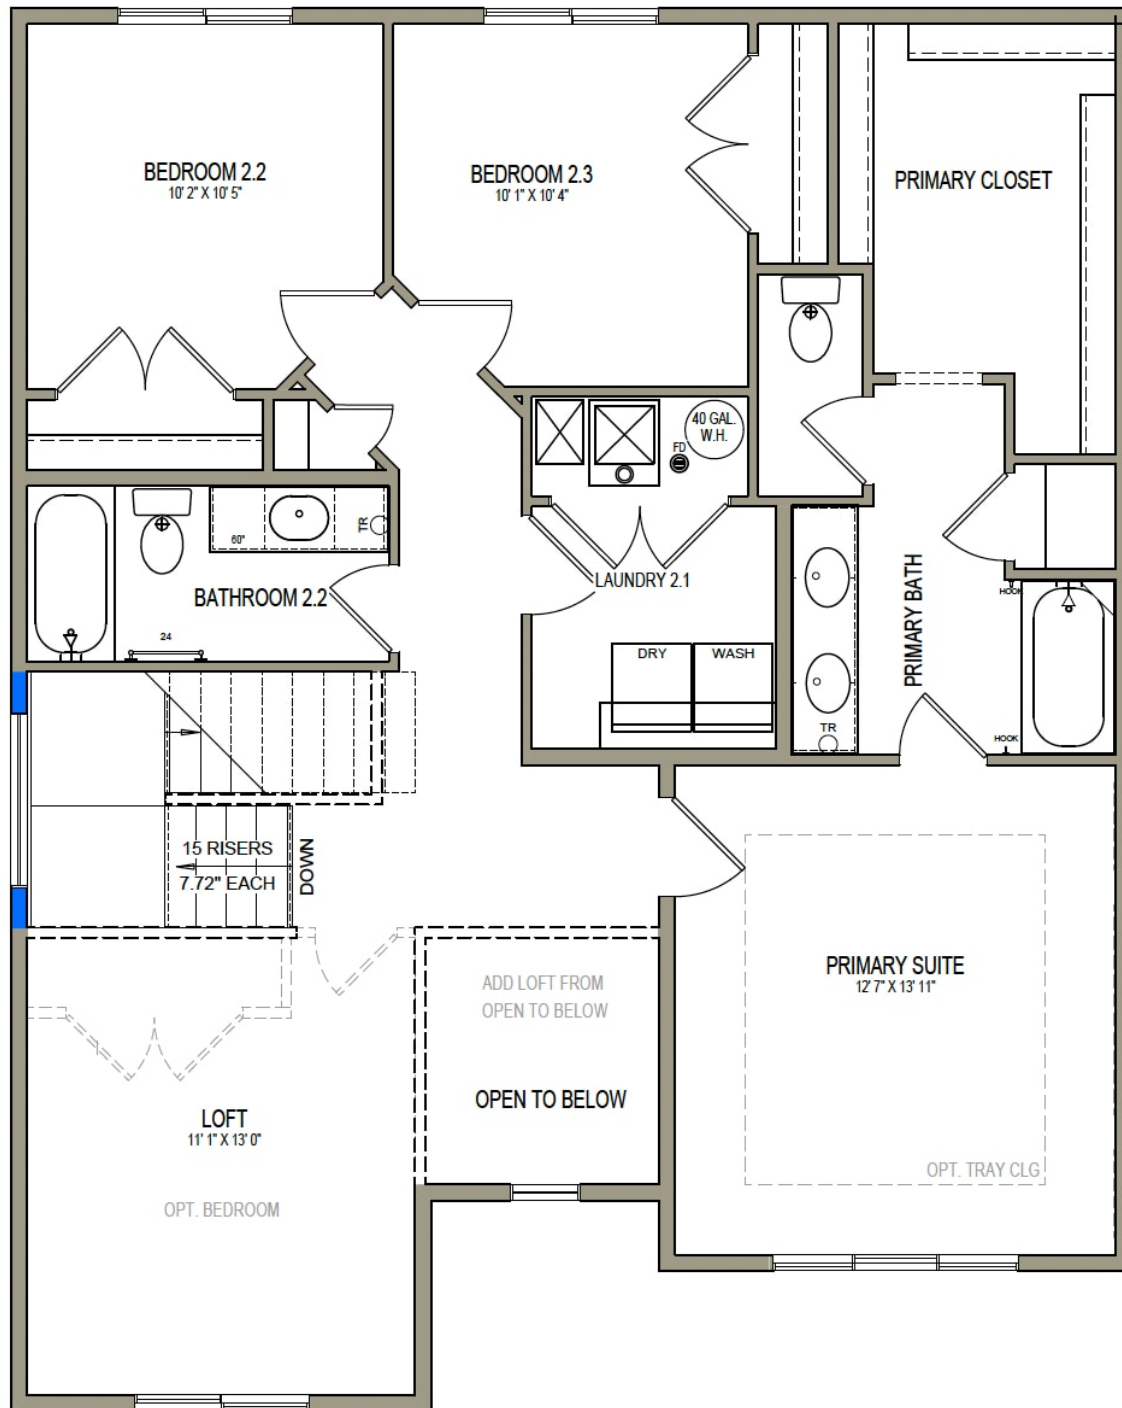 BEDROOM 2.2
10' 2" X 10' 5"
BEDROOM 2.3
10' 1" X 10' 4"
PRIMARY CLOSET
40 GAL.
W.H.
FD
60"
TR
BATHROOM 2.2
24
LAUNDRY 2.1
DRY
WASH
PRIMARY BATH
HOOK
HOOK
TR
15 RISERS
7.72" EACH
DOWN
ADD LOFT FROM
OPEN TO BELOW
OPEN TO BELOW
PRIMARY SUITE
12' 7" X 13' 11"
OPT. TRAY CLG
LOFT
11' 1" X 13' 0"
OPT. BEDROOM